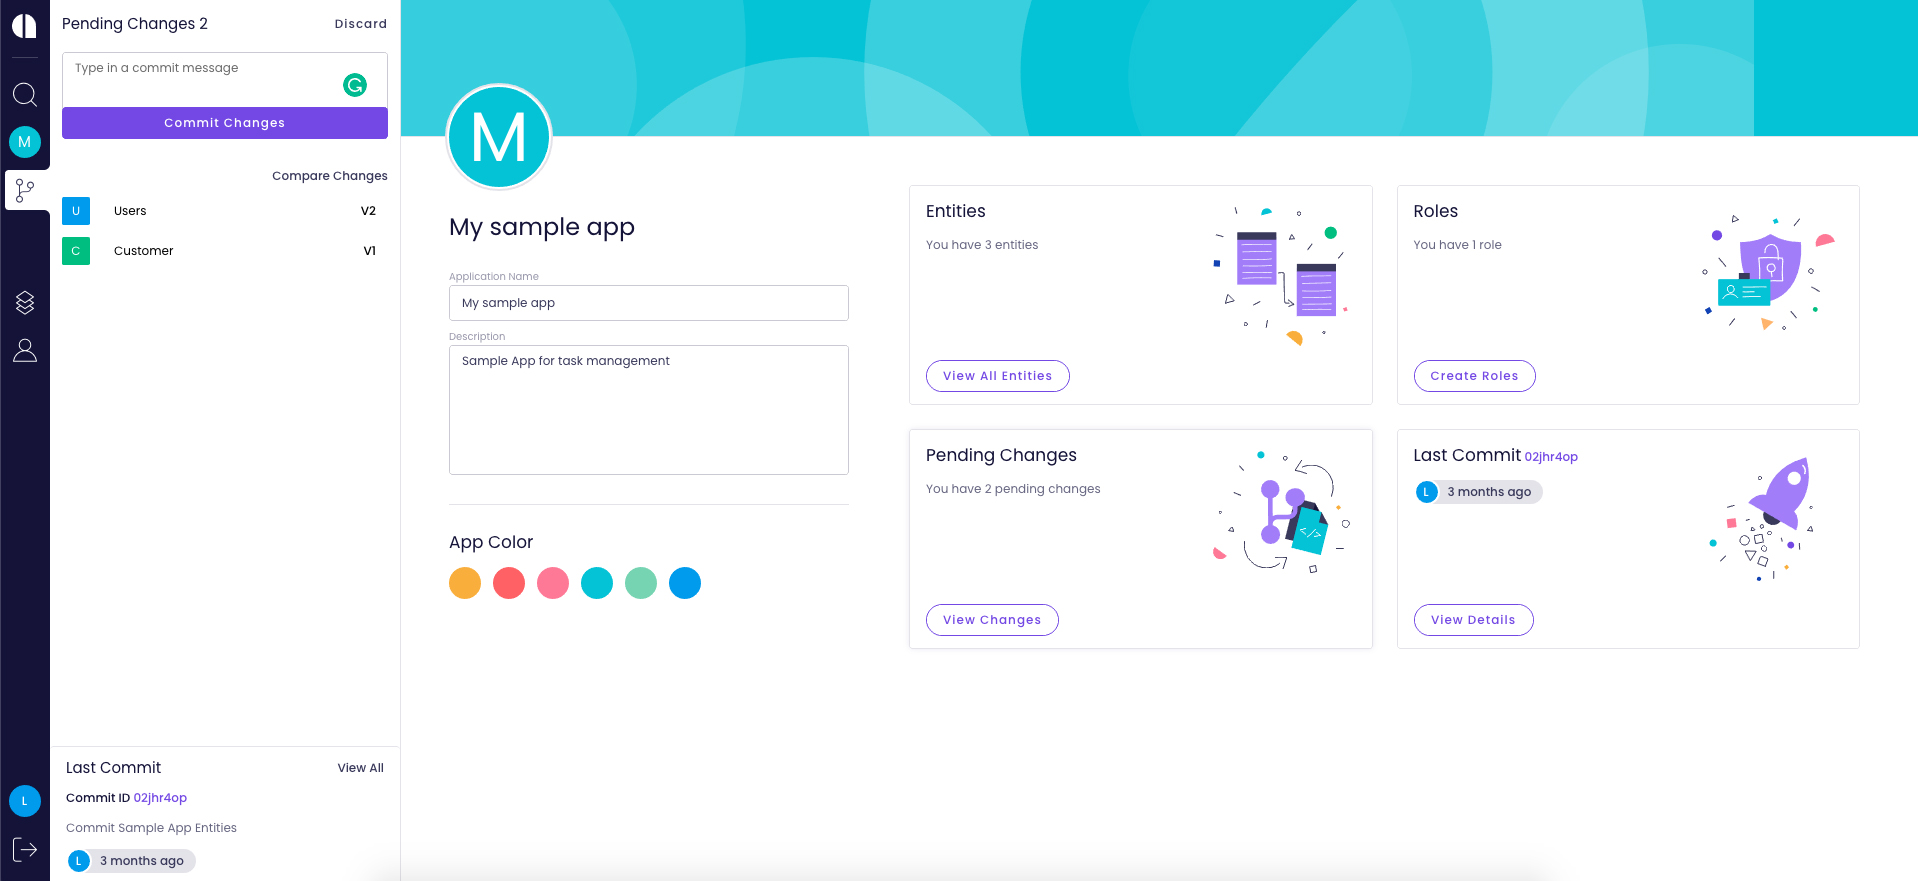 Pending Changes 2
Discard
Type in a commit message
Commit Changes
Compare Changes
U Users V2
C Customer V1
Last Commit
View All
Commit ID 02jhr4op
Commit Sample App Entities
L 3 months ago
M
L
M
My sample app
Application Name
My sample app
Description
Sample App for task management
App Color
Entities
You have 3 entities
View All Entities
Roles
You have 1 role
Create Roles
Pending Changes
You have 2 pending changes
</>
View Changes
Last Commit 02jhr4op
L 3 months ago
View Details